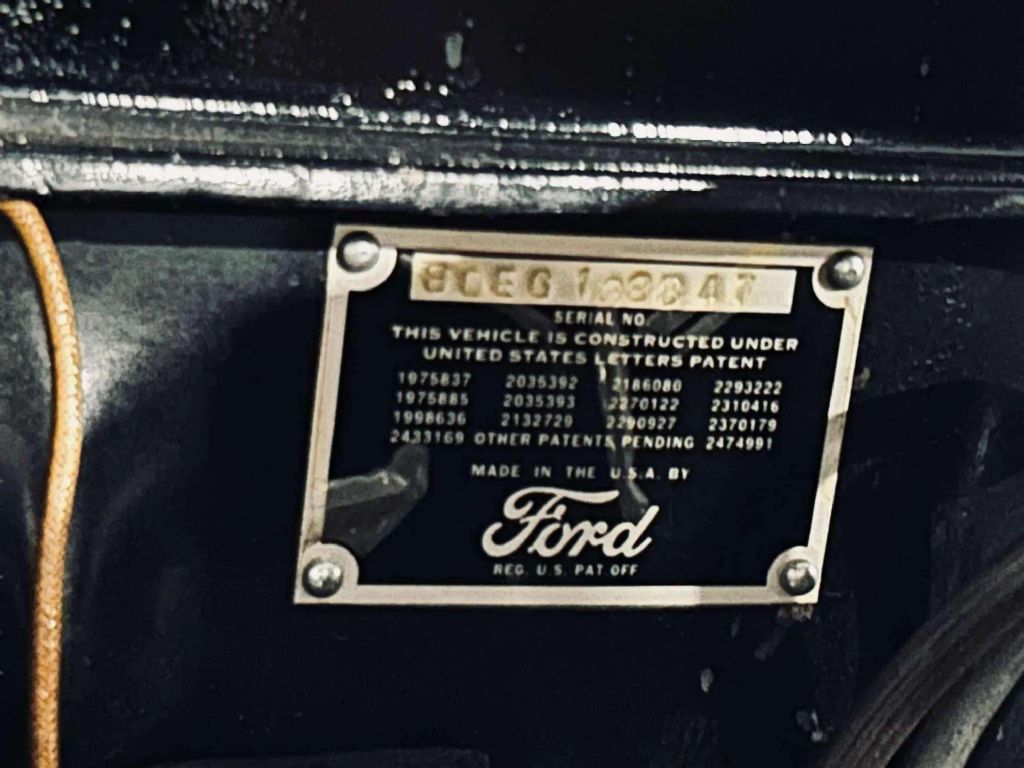 SERIAL NO.
THIS VEHICLE IS CONSTRUCTED UNDER
UNITED STATES LETTERS PATENT
1975837 2035392 2186080 2293222
1975885 2035393 2270122 2310416
1998636 2132729 2290927 2370179
2433169 OTHER PATENTS PENDING 2474991
MADE IN THE U.S.A. BY
Ford
REG. U.S. PAT. OFF